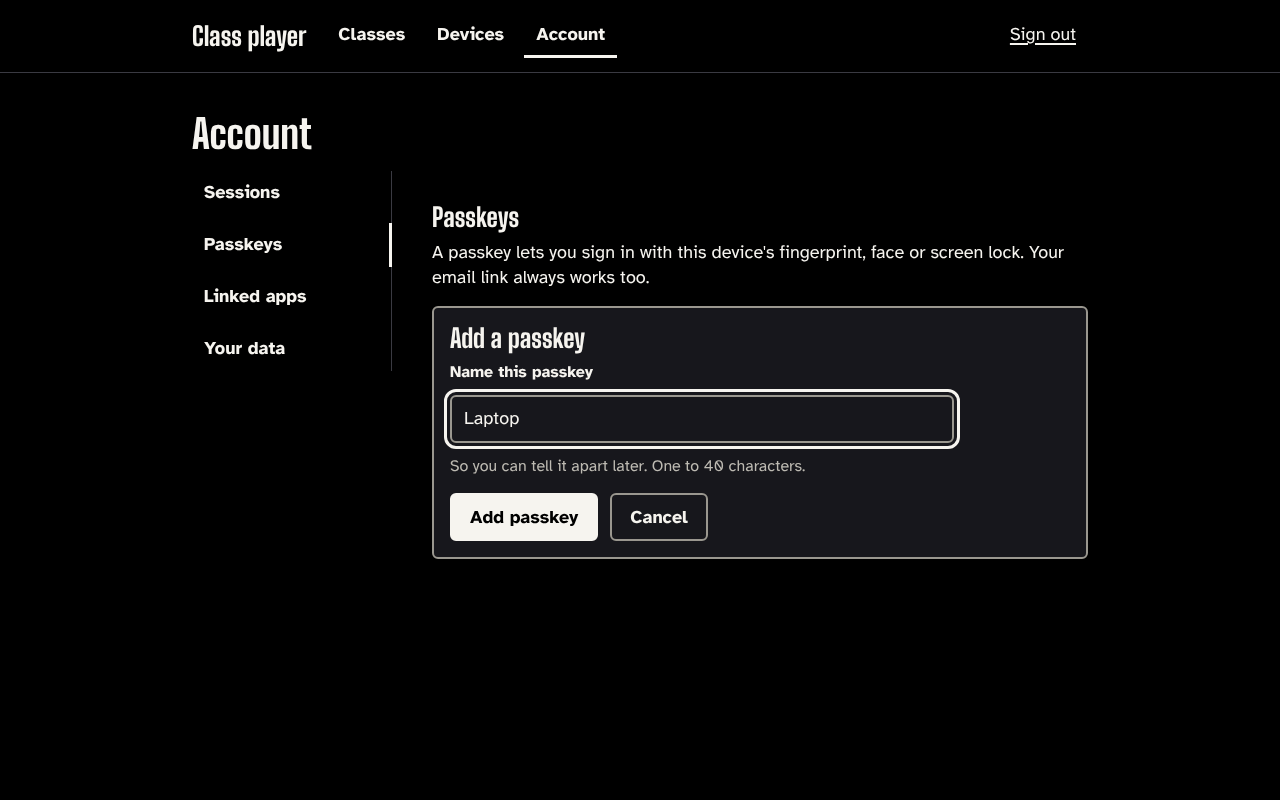 Class player
Classes
Devices
Account
Sign out
Account
Sessions
Passkeys
Linked apps
Your data
Passkeys
A passkey lets you sign in with this device's fingerprint, face or screen lock. Your
email link always works too.
Add a passkey
Name this passkey
Laptop
So you can tell it apart later. One to 40 characters.
Add passkey
Cancel